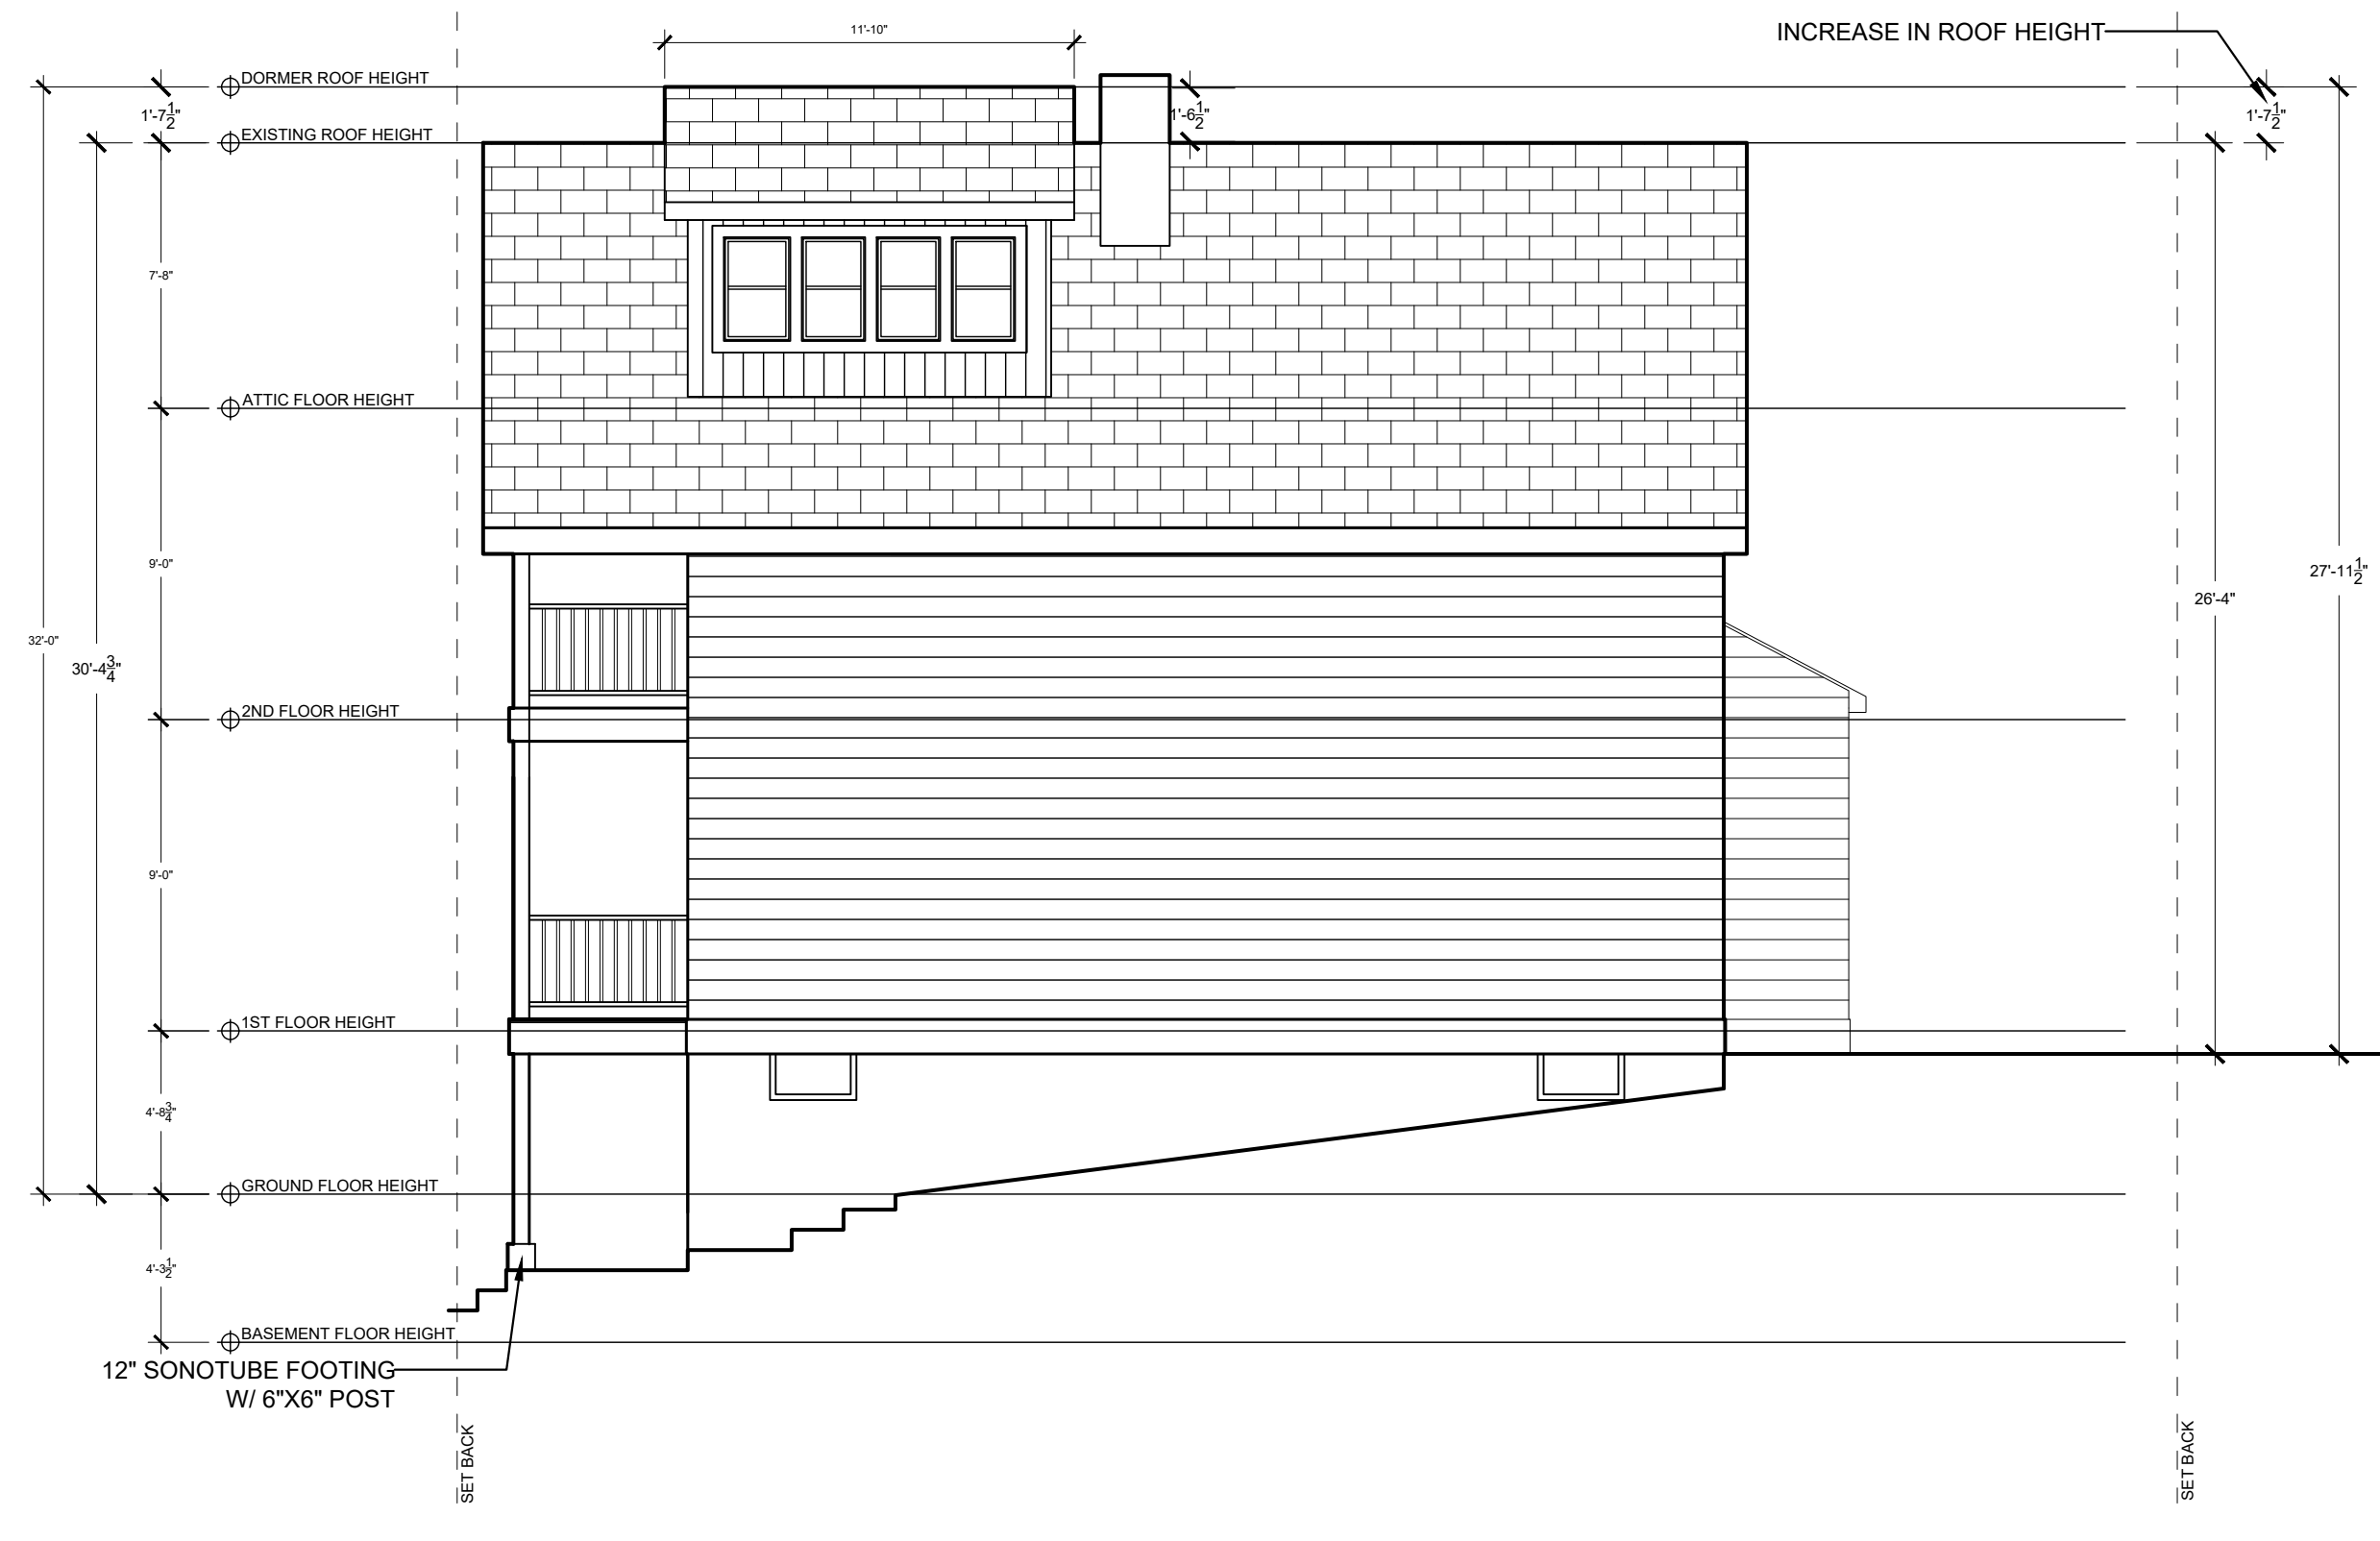 INCREASE IN ROOF HEIGHT
11'-10"
DORMER ROOF HEIGHT
1'-7 1/2"
1'-6 1/2"
1'-7 1/2"
EXISTING ROOF HEIGHT
7'-8"
ATTIC FLOOR HEIGHT
9'-0"
27'-11 1/2"
26'-4"
32'-0"
30'-4 3/4"
2ND FLOOR HEIGHT
9'-0"
1ST FLOOR HEIGHT
4'-8 3/4"
GROUND FLOOR HEIGHT
4'-3 1/2"
BASEMENT FLOOR HEIGHT
12" SONOTUBE FOOTING
W/ 6"X6" POST
SET BACK
SET BACK